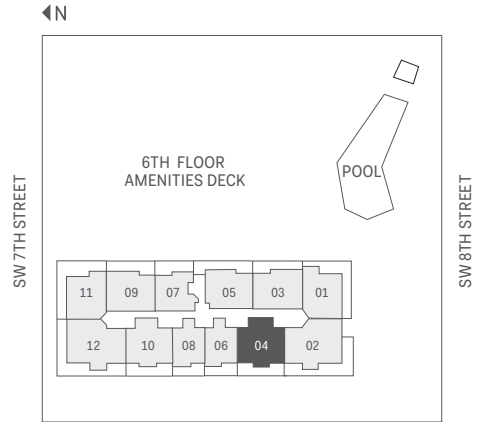 N
6TH FLOOR
AMENITIES DECK
POOL
SW 7TH STREET
SW 8TH STREET
11 09 07 05 03 01
12 10 08 06 04 02